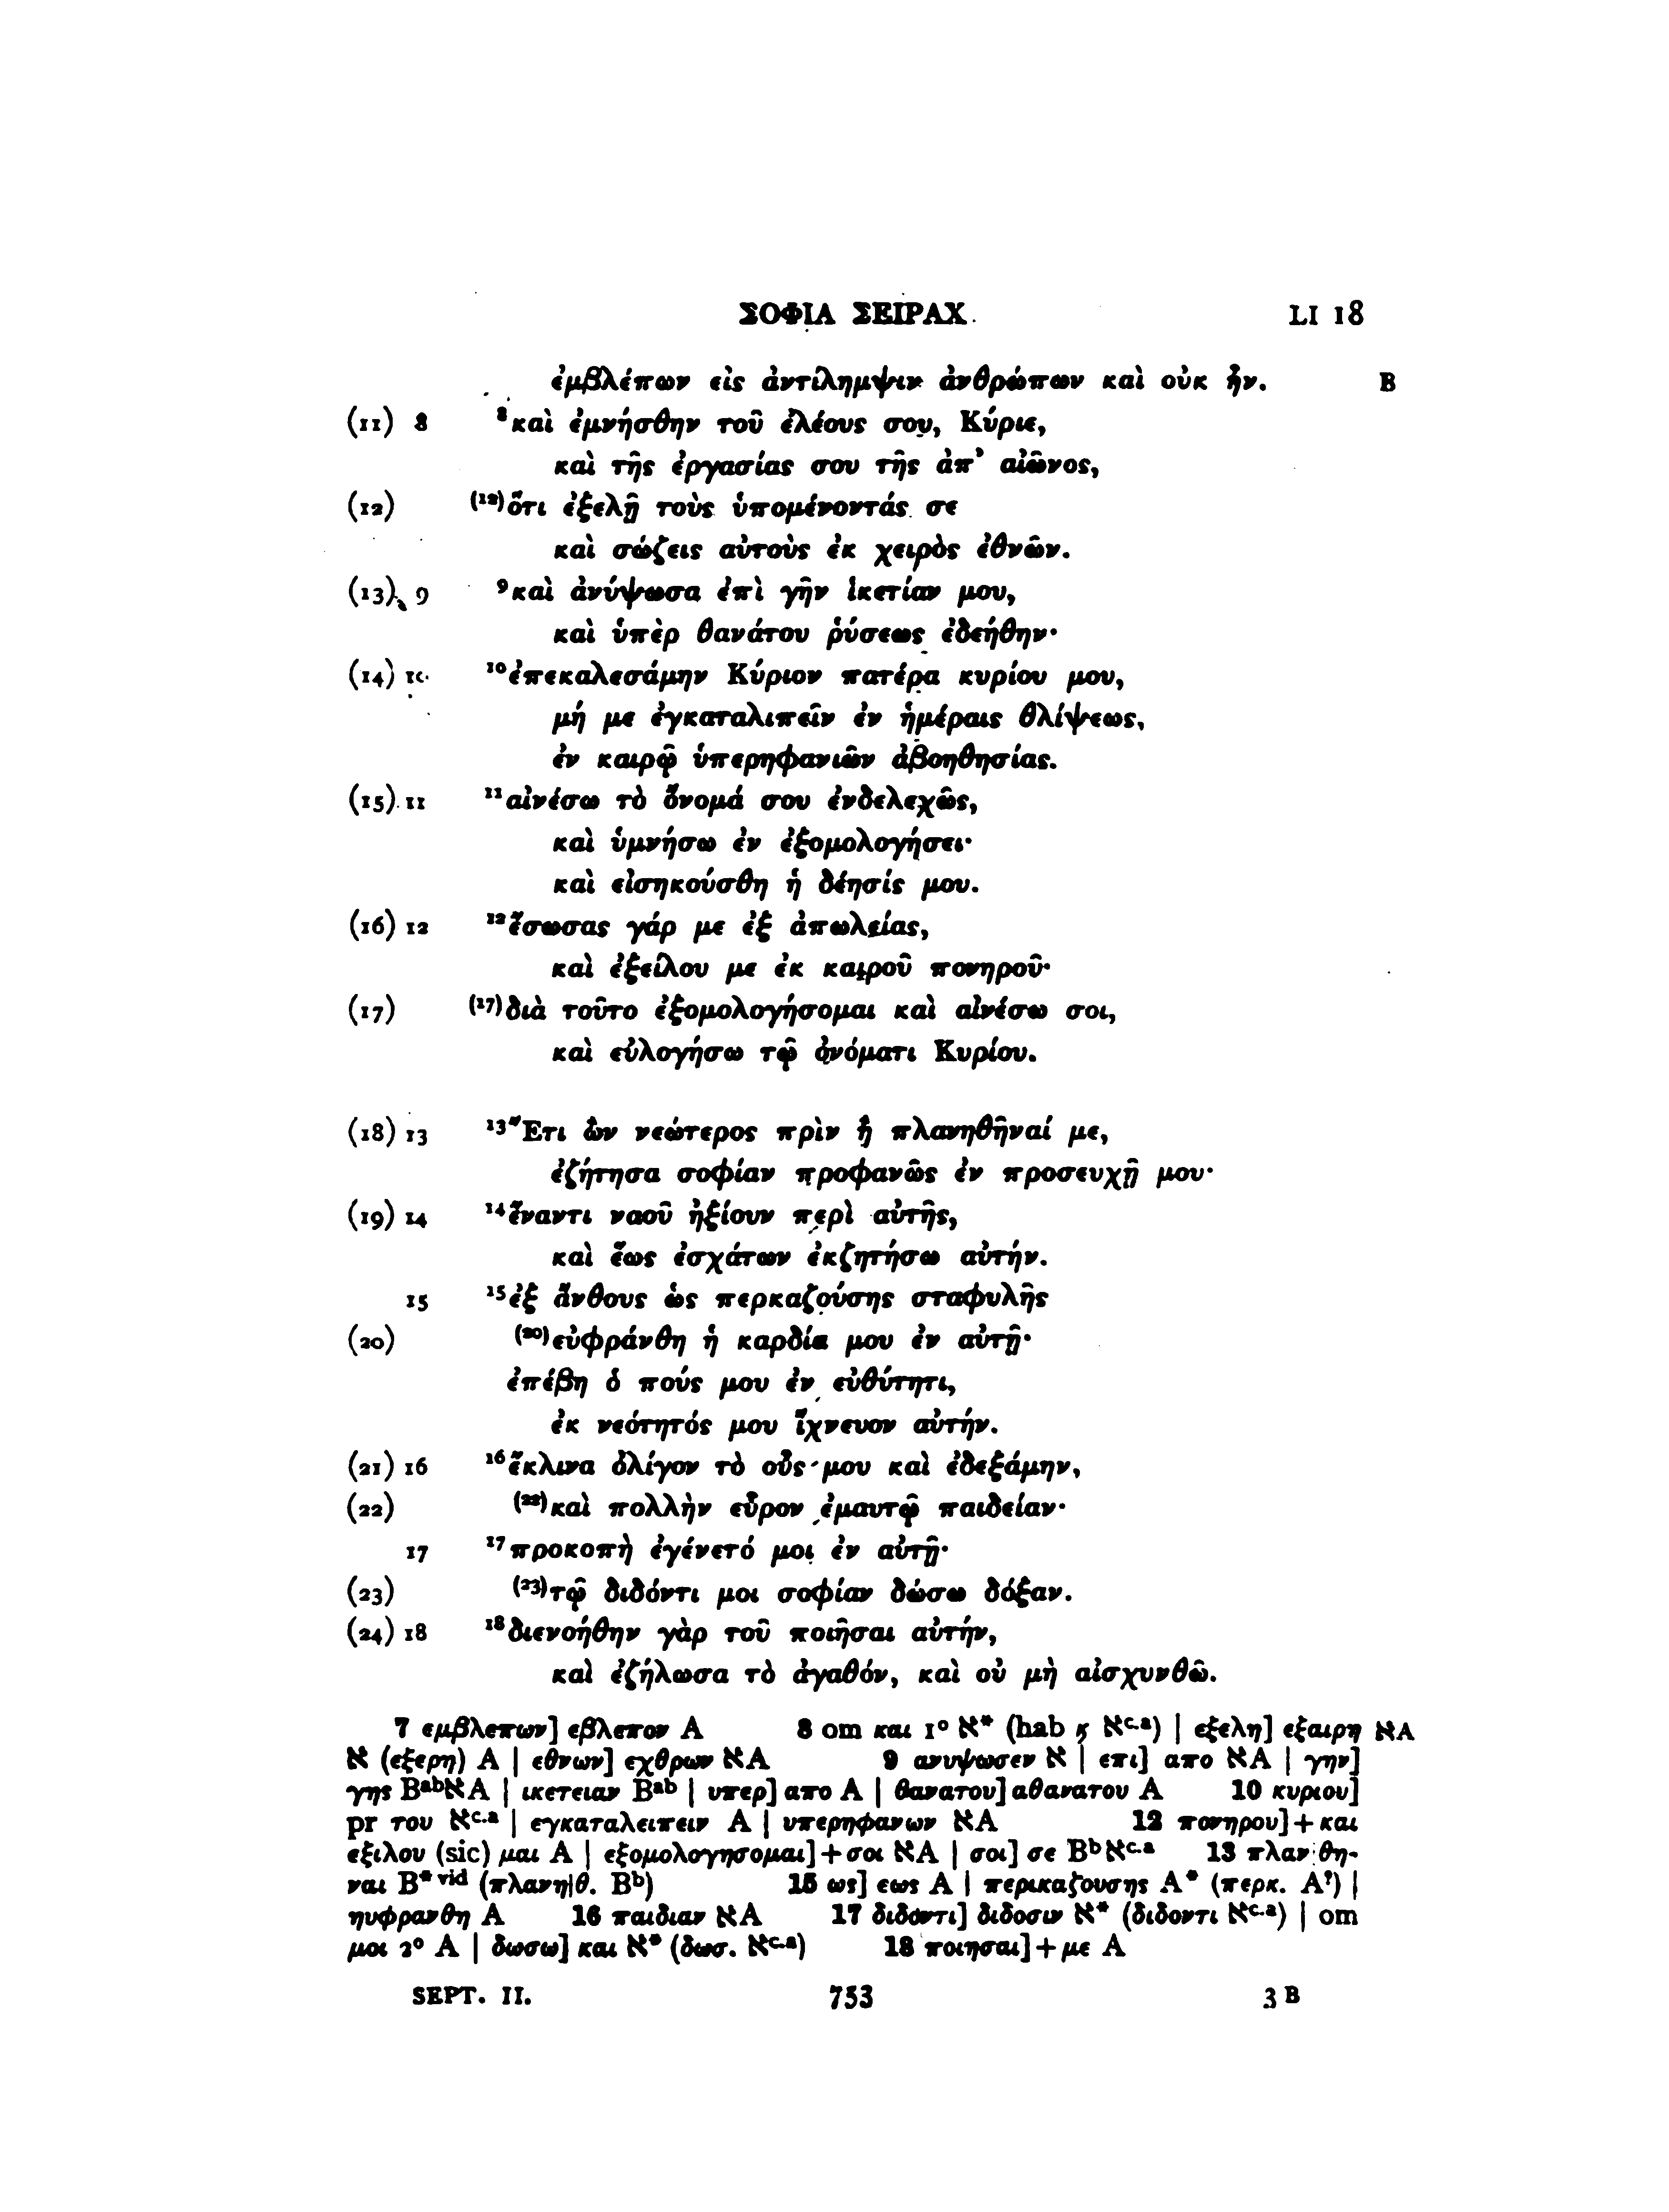 ΣΟΦΙΑ ΣΕΙΡΑΧ LI 18
ἐμβλέπων εἰς ἀντίλημψιν ἀνθρώπων καὶ οὐκ ἦν. B
(11) 8 ⁸καὶ ἐμνήσθην τοῦ ἐλέους σου, Κύριε,
καὶ τῆς ἐργασίας σου τῆς ἀπ᾽ αἰῶνος,
(12) ⁽¹²⁾ὅτι ἐξελῇ τοὺς ὑπομένοντάς σε
καὶ σώζεις αὐτοὺς ἐκ χειρὸς ἐθνῶν.
(13) 9 ⁹καὶ ἀνύψωσα ἐπὶ γῆν ἱκετίαν μου,
καὶ ὑπὲρ θανάτου ῥύσεως ἐδεήθην·
(14) 10 ¹⁰ἐπεκαλεσάμην Κύριον πατέρα κυρίου μου,
μή με ἐγκαταλιπεῖν ἐν ἡμέραις θλίψεως,
ἐν καιρῷ ὑπερηφανιῶν ἀβοηθησίας.
(15) 11 ¹¹αἰνέσω τὸ ὄνομά σου ἐνδελεχῶς,
καὶ ὑμνήσω ἐν ἐξομολογήσει·
καὶ εἰσηκούσθη ἡ δέησίς μου.
(16) 12 ¹²ἔσωσας γάρ με ἐξ ἀπωλείας,
καὶ ἐξείλου με ἐκ καιροῦ πονηροῦ·
(17) ⁽¹⁷⁾διὰ τοῦτο ἐξομολογήσομαι καὶ αἰνέσω σοι,
καὶ εὐλογήσω τῷ ὀνόματι Κυρίου.
(18) 13 ¹³Ἔτι ὢν νεώτερος πρὶν ἢ πλανηθῆναί με,
ἐζήτησα σοφίαν προφανῶς ἐν προσευχῇ μου·
(19) 14 ¹⁴ἔναντι ναοῦ ἠξίουν περὶ αὐτῆς,
καὶ ἕως ἐσχάτων ἐκζητήσω αὐτήν.
15 ¹⁵ἐξ ἄνθους ὡς περκαζούσης σταφυλῆς
(20) ⁽²⁰⁾εὐφράνθη ἡ καρδία μου ἐν αὐτῇ·
ἐπέβη ὁ πούς μου ἐν εὐθύτητι,
ἐκ νεότητός μου ἴχνευον αὐτήν.
(21) 16 ¹⁶ἔκλινα ὀλίγον τὸ οὖς μου καὶ ἐδεξάμην,
(22) ⁽²²⁾καὶ πολλὴν εὗρον ἐμαυτῷ παιδείαν·
17 ¹⁷προκοπὴ ἐγένετό μοι ἐν αὐτῇ·
(23) ⁽²³⁾τῷ διδόντι μοι σοφίαν δώσω δόξαν.
(24) 18 ¹⁸διενοήθην γὰρ τοῦ ποιῆσαι αὐτήν,
καὶ ἐζήλωσα τὸ ἀγαθόν, καὶ οὐ μὴ αἰσχυνθῶ.
7 εμβλεπων] εβλεπον A 8 om και 1° ℵ* (hab ϗ ℵᶜ·ᵃ) | εξελη] εξαιρη ℵA
ℵ (εξερη) A | εθνων] εχθρων ℵA 9 ανυψωσεν ℵ | επι] απο ℵA | γην]
γης BᵃᵇℵA | ικετειαν Bᵃᵇ | υπερ] απο A | θανατου] αθανατου A 10 κυριου]
pr του ℵᶜ·ᵃ | εγκαταλειπειν A | υπερηφανων ℵA 12 πονηρου] + και
εξιλου (sic) μαι A | εξομολογησομαι] + σοι ℵA | σοι] σε Bᵇℵᶜ·ᵃ 13 πλαν θη-
ναι B* ᵛⁱᵈ (πλανη|θ. Bᵇ) 15 ως] εως A | περικαζουσης A* (περκ. A’) |
ηυφρανθη A 16 παιδιαν ℵA 17 διδοντι] διδοσιν ℵ* (διδοντι ℵᶜ·ᵃ) | om
μοι 2° A | δωσω] και ℵ* (δωσ. ℵᶜ·ᵃ) 18 ποιησαι] + με A
SEPT. II. 753 3 B